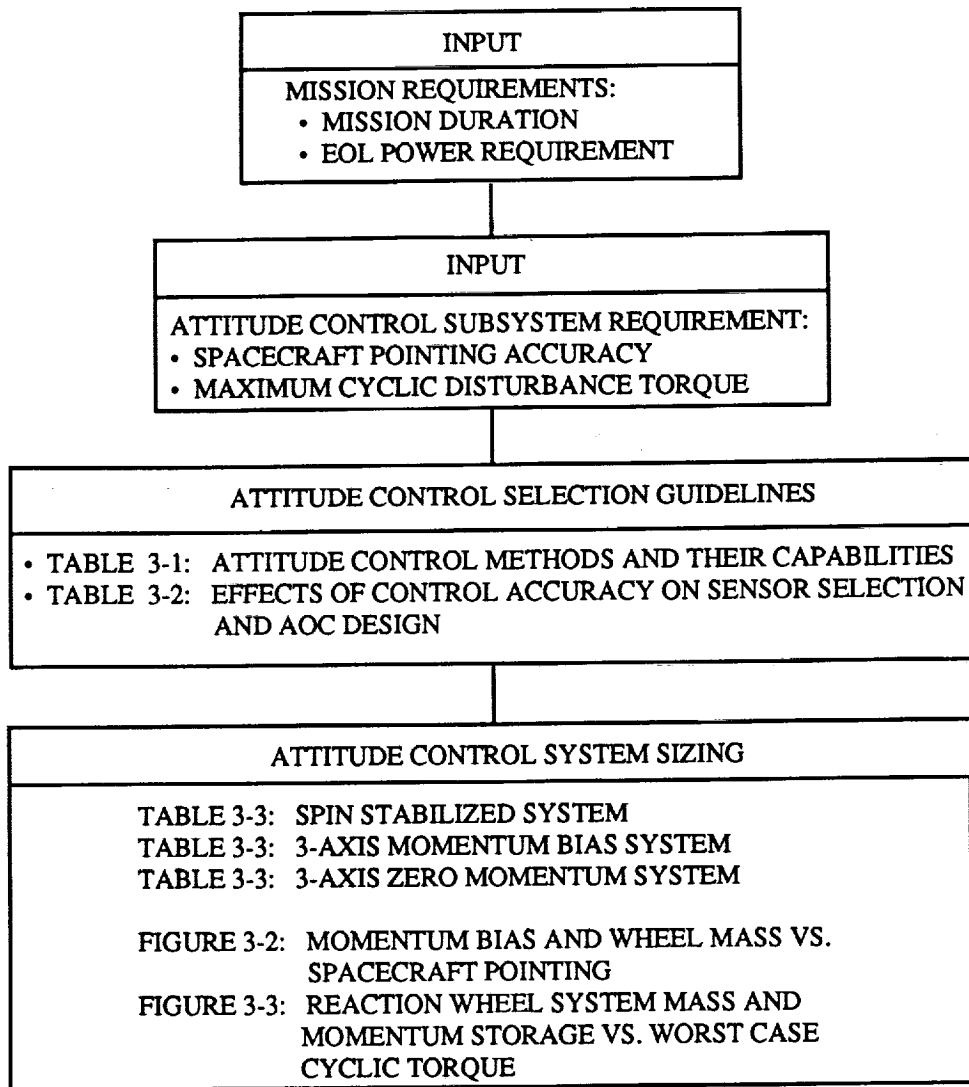 INPUT
MISSION REQUIREMENTS:
• MISSION DURATION
• EOL POWER REQUIREMENT
INPUT
ATTITUDE CONTROL SUBSYSTEM REQUIREMENT:
• SPACECRAFT POINTING ACCURACY
• MAXIMUM CYCLIC DISTURBANCE TORQUE
ATTITUDE CONTROL SELECTION GUIDELINES
• TABLE 3-1: ATTITUDE CONTROL METHODS AND THEIR CAPABILITIES
• TABLE 3-2: EFFECTS OF CONTROL ACCURACY ON SENSOR SELECTION
AND AOC DESIGN
ATTITUDE CONTROL SYSTEM SIZING
TABLE 3-3: SPIN STABILIZED SYSTEM
TABLE 3-3: 3-AXIS MOMENTUM BIAS SYSTEM
TABLE 3-3: 3-AXIS ZERO MOMENTUM SYSTEM
FIGURE 3-2: MOMENTUM BIAS AND WHEEL MASS VS.
SPACECRAFT POINTING
FIGURE 3-3: REACTION WHEEL SYSTEM MASS AND
MOMENTUM STORAGE VS. WORST CASE
CYCLIC TORQUE